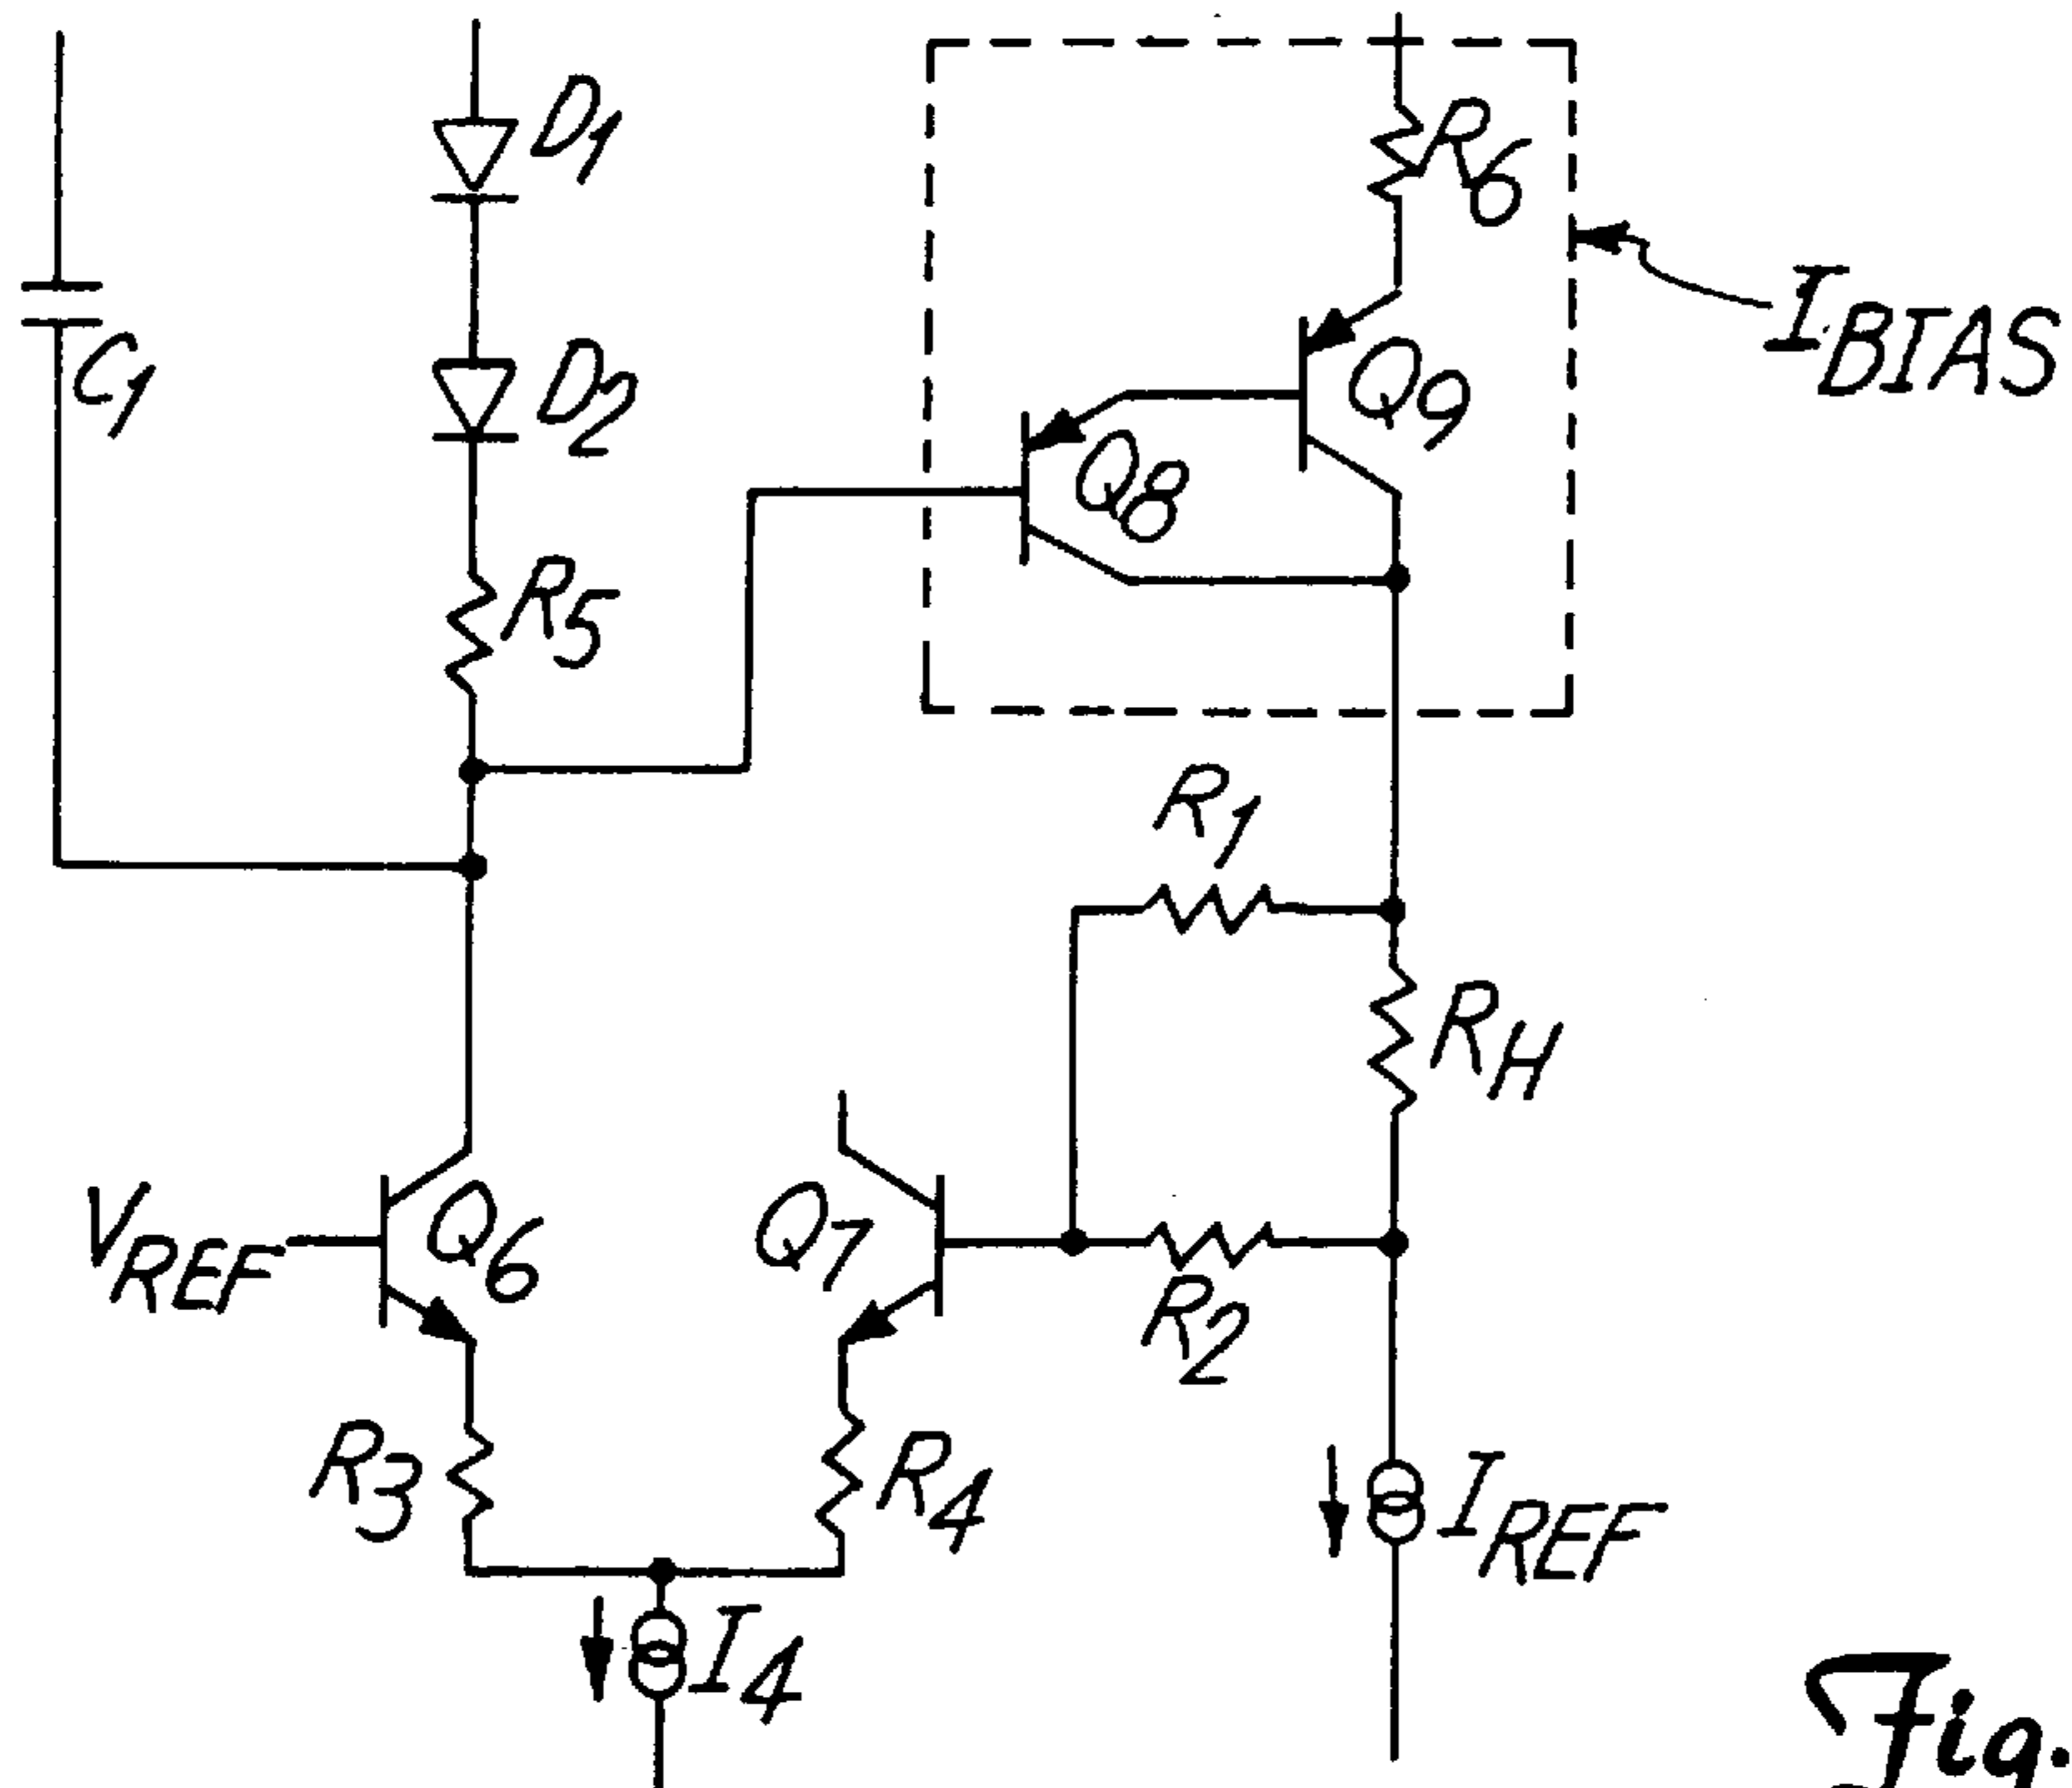 D1
R6
IBIAS
C1
D2
Q9
Q8
R5
R1
RH
VREF
Q6
Q7
R2
R3
R4
IREF
I4
Fig.